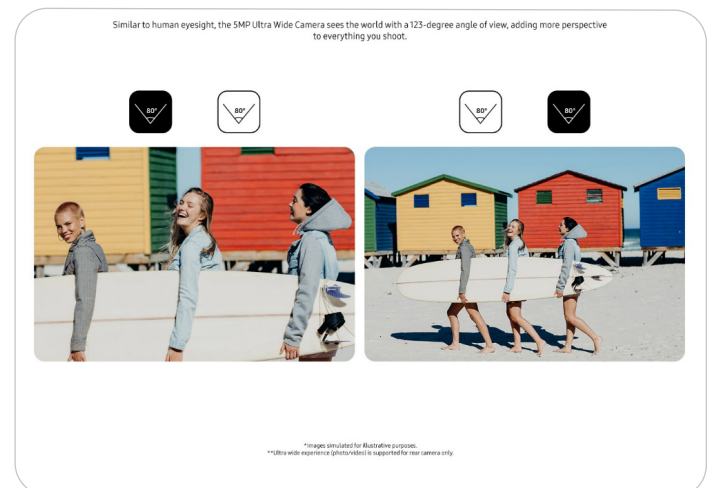 Similar to human eyesight, the 5MP Ultra Wide Camera sees the world with a 123-degree angle of view, adding more perspective
to everything you shoot.
80° 80° 80° 80°
*Images simulated for illustrative purposes.
**Ultra wide experience (photo/video) is supported for rear camera only.